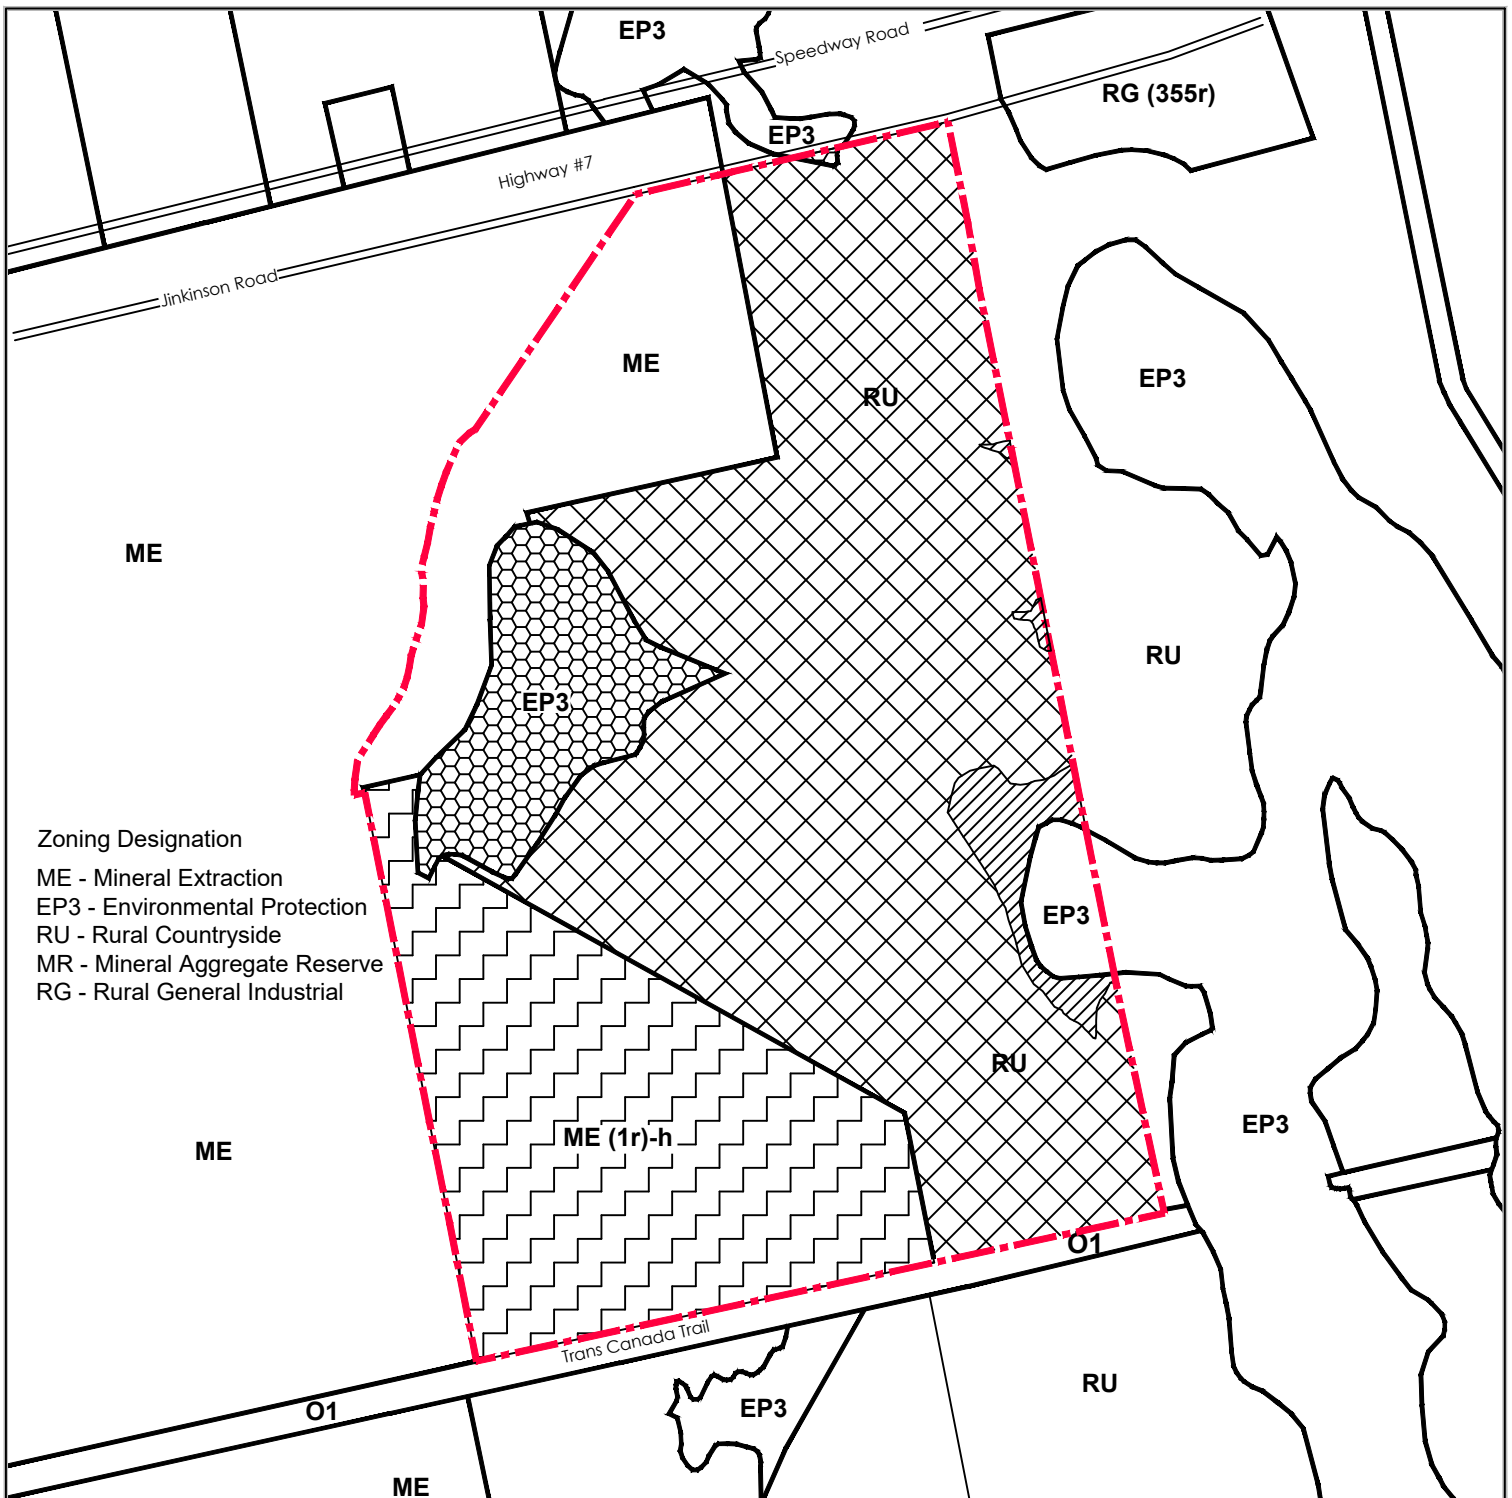 EP3
Speedway Road
RG (355r)
EP3
Highway #7
Jinkinson Road
ME
EP3
RU
ME
RU
EP3
Zoning Designation
ME - Mineral Extraction
EP3 - Environmental Protection
RU - Rural Countryside
MR - Mineral Aggregate Reserve
RG - Rural General Industrial
EP3
RU
EP3
ME (1r)-h
ME
O1
Trans Canada Trail
RU
O1
EP3
ME